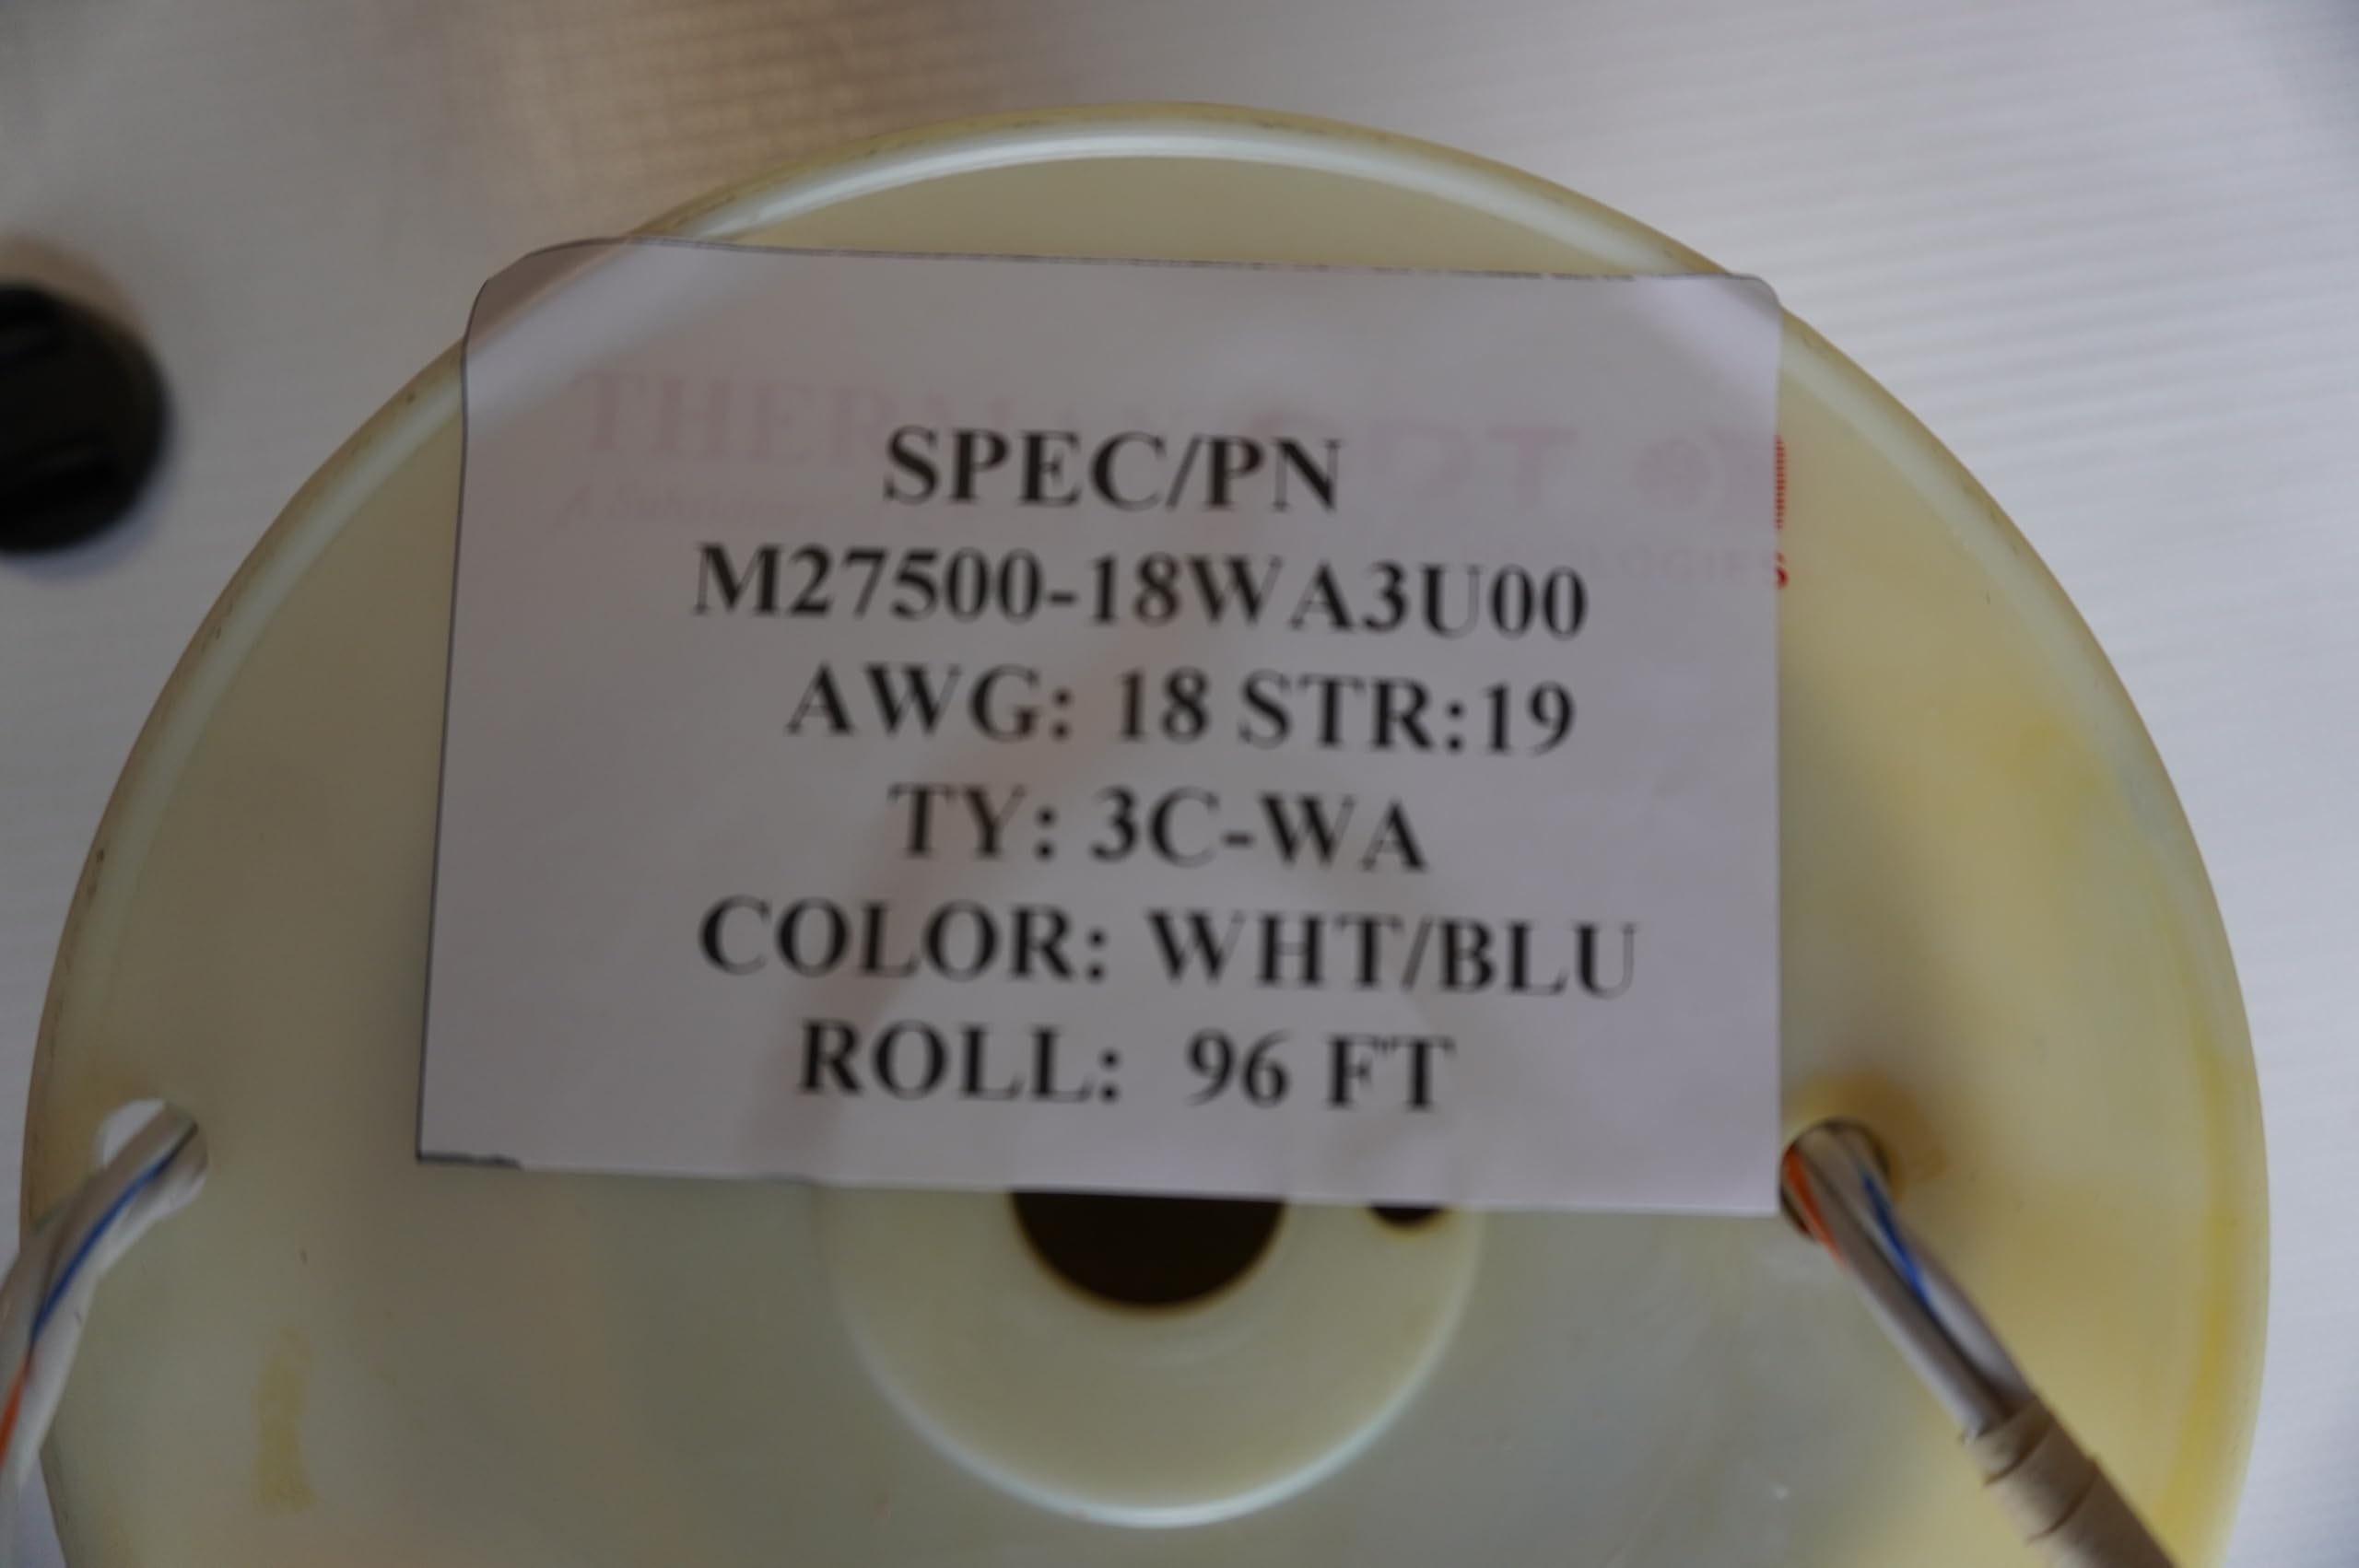 SPEC/PN
M27500-18WA3U00
AWG: 18 STR:19
TY: 3C-WA
COLOR: WHT/BLU
ROLL: 96 FT